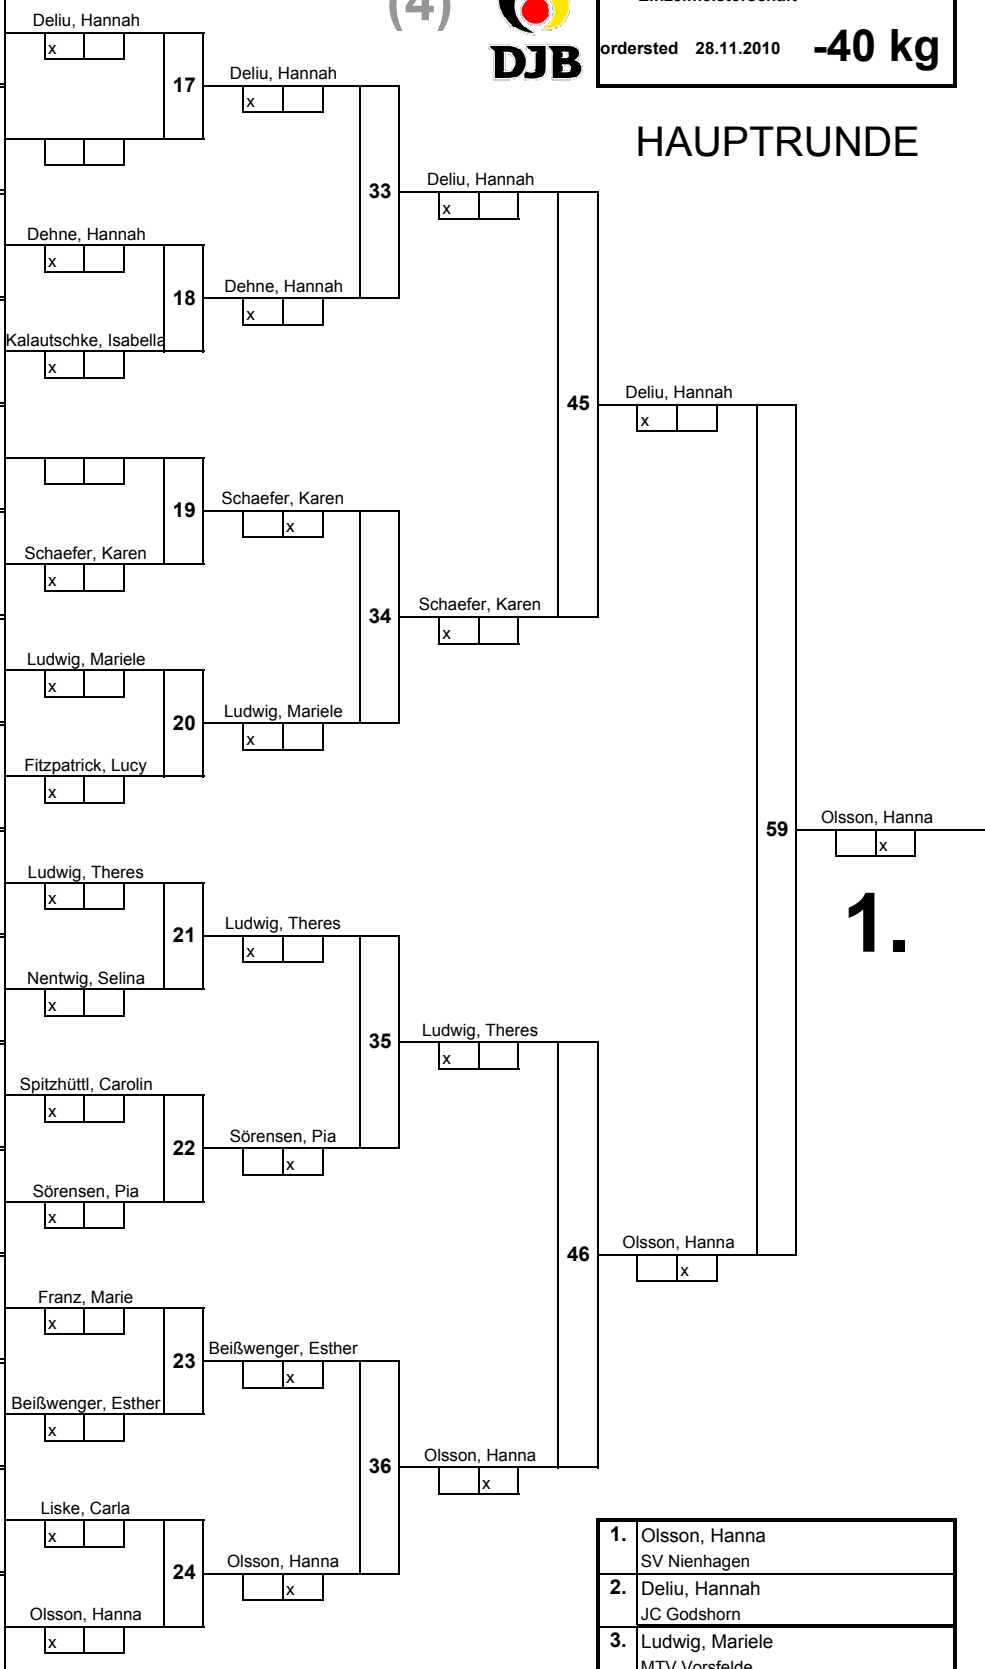 (4)
DJB
ordersted 28.11.2010 -40 kg
HAUPTRUNDE
Deliu, Hannah
x
17
Deliu, Hannah
x
33
Deliu, Hannah
x
Dehne, Hannah
x
18
Dehne, Hannah
x
Kalautschke, Isabella
x
45
Deliu, Hannah
x
19
Schaefer, Karen
x
Schaefer, Karen
x
34
Schaefer, Karen
x
Ludwig, Mariele
x
20
Ludwig, Mariele
x
Fitzpatrick, Lucy
x
59
Olsson, Hanna
x
1.
Ludwig, Theres
x
21
Ludwig, Theres
x
Nentwig, Selina
x
35
Ludwig, Theres
x
Spitzhüttl, Carolin
x
22
Sörensen, Pia
x
Sörensen, Pia
x
46
Olsson, Hanna
x
Franz, Marie
x
23
Beißwenger, Esther
x
Beißwenger, Esther
x
36
Olsson, Hanna
x
Liske, Carla
x
24
Olsson, Hanna
x
Olsson, Hanna
x
1. Olsson, Hanna
SV Nienhagen
2. Deliu, Hannah
JC Godshorn
3. Ludwig, Mariele
MTV Vorsfelde